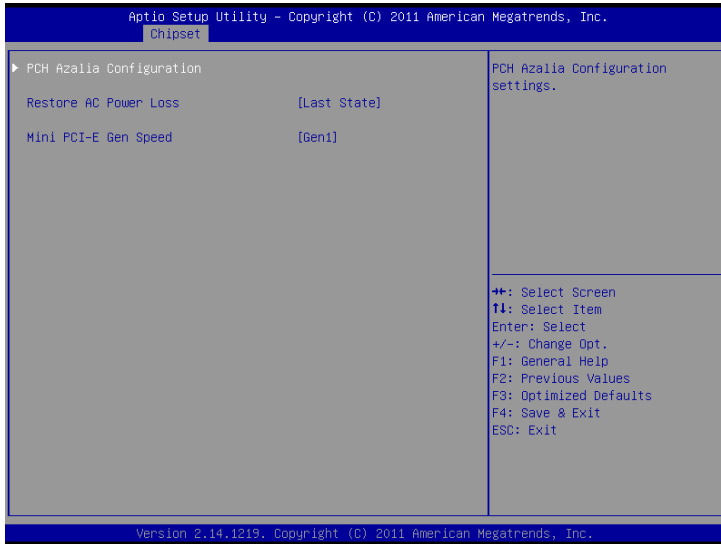 Aptio Setup Utility – Copyright (C) 2011 American Megatrends, Inc.
Chipset
▶ PCH Azalia Configuration
Restore AC Power Loss [Last State]
Mini PCI-E Gen Speed [Gen1]
PCH Azalia Configuration
settings.
→←: Select Screen
↑↓: Select Item
Enter: Select
+/-: Change Opt.
F1: General Help
F2: Previous Values
F3: Optimized Defaults
F4: Save & Exit
ESC: Exit
Version 2.14.1219. Copyright (C) 2011 American Megatrends, Inc.